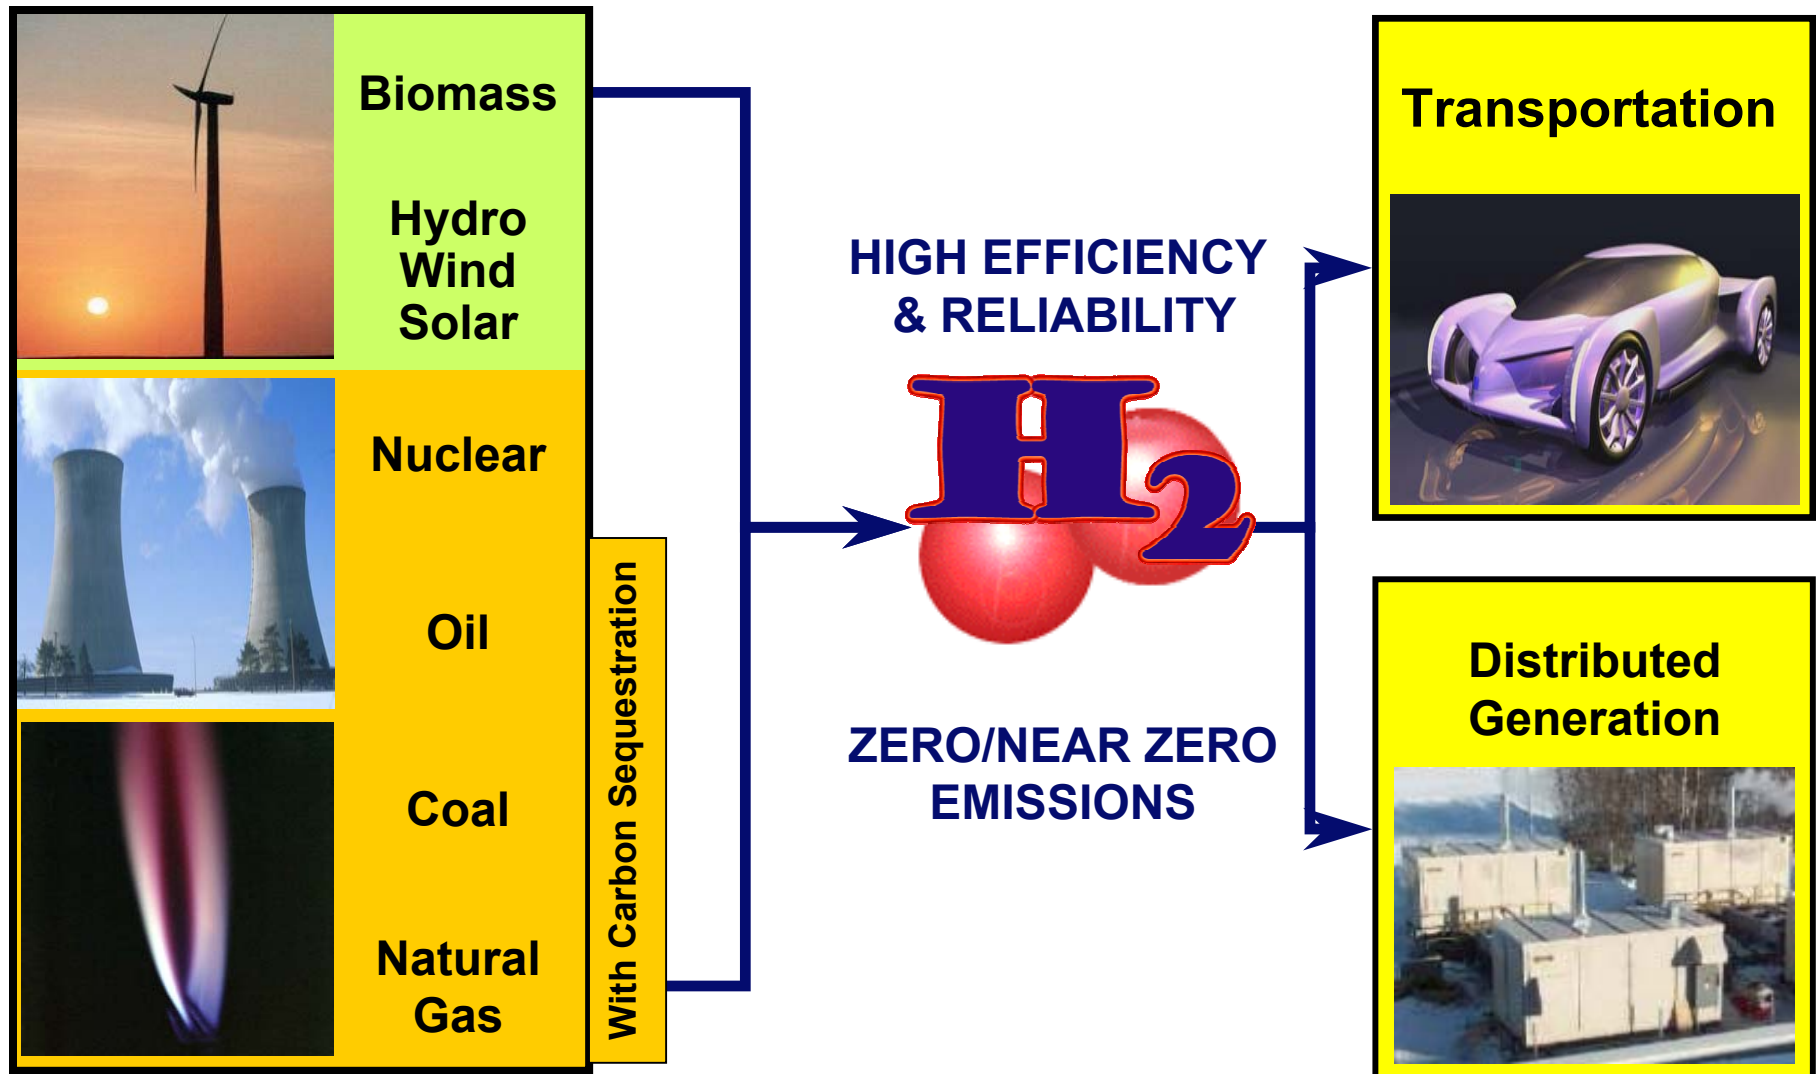 Biomass
Hydro
Wind
Solar
Nuclear
Oil
Coal
Natural
Gas
With Carbon Sequestration
HIGH EFFICIENCY
& RELIABILITY
H2
ZERO/NEAR ZERO
EMISSIONS
Transportation
Distributed
Generation